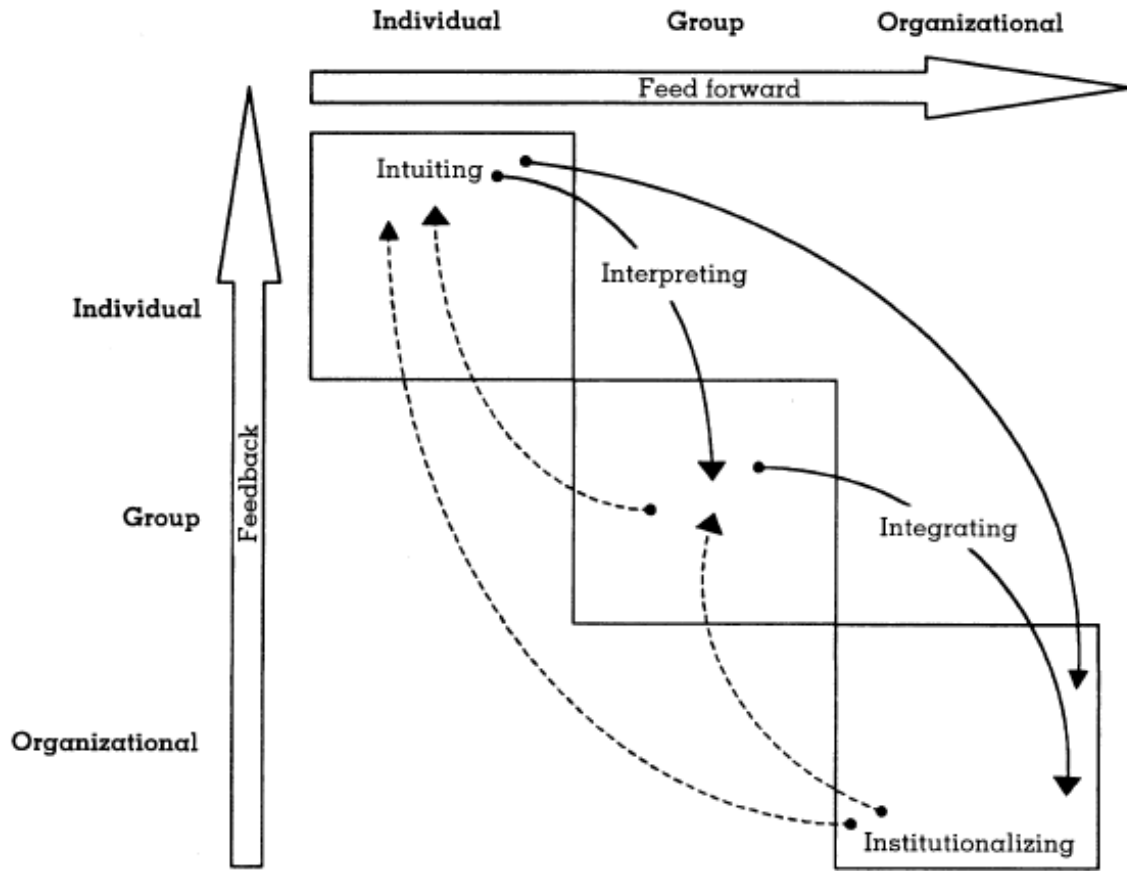 Individual
Group
Organizational
Feed forward
Intuiting
Interpreting
Individual
Feedback
Group
Integrating
Organizational
Institutionalizing